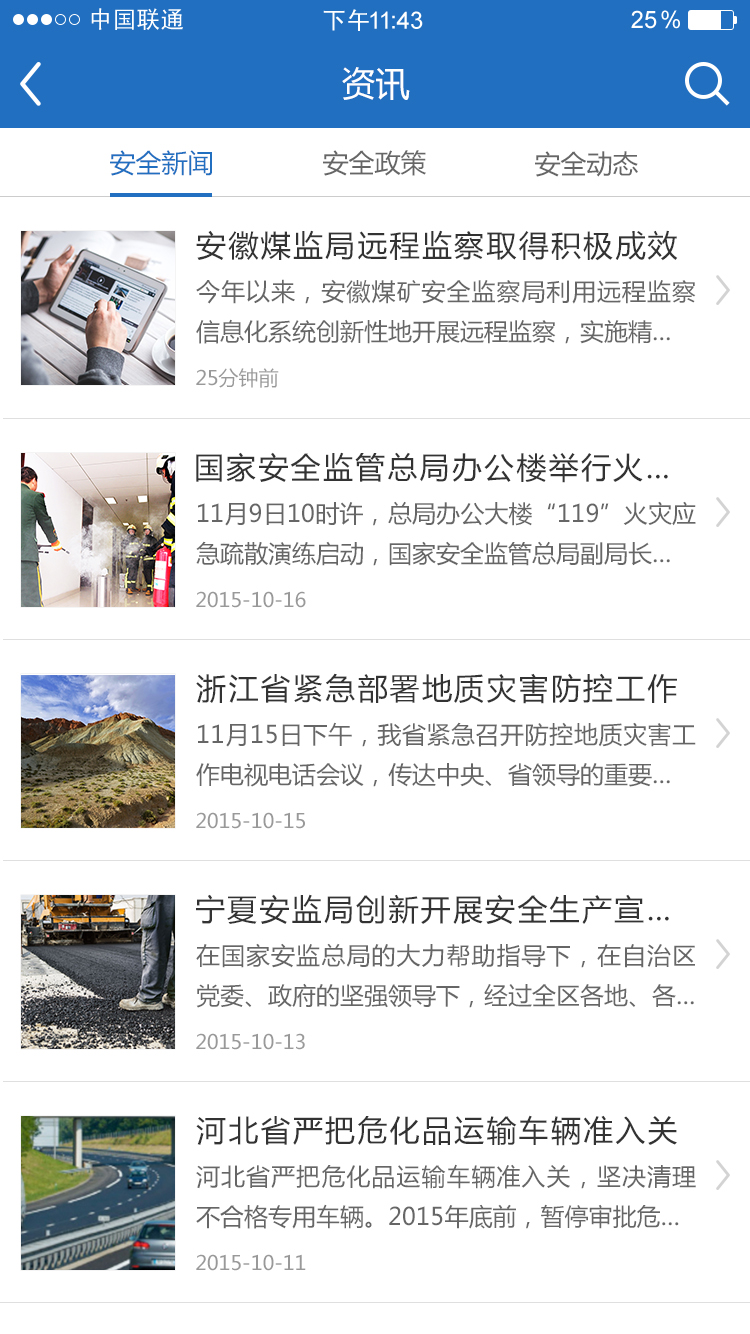 中国联通 下午11:43 25%
资讯
安全新闻 安全政策 安全动态
安徽煤监局远程监察取得积极成效
今年以来，安徽煤矿安全监察局利用远程监察
信息化系统创新性地开展远程监察，实施精...
25分钟前
国家安全监管总局办公楼举行火...
11月9日10时许，总局办公大楼“119”火灾应
急疏散演练启动，国家安全监管总局副局长...
2015-10-16
浙江省紧急部署地质灾害防控工作
11月15日下午，我省紧急召开防控地质灾害工
作电视电话会议，传达中央、省领导的重要...
2015-10-15
宁夏安监局创新开展安全生产宣...
在国家安监总局的大力帮助指导下，在自治区
党委、政府的坚强领导下，经过全区各地、各...
2015-10-13
河北省严把危化品运输车辆准入关
河北省严把危化品运输车辆准入关，坚决清理
不合格专用车辆。2015年底前，暂停审批危...
2015-10-11